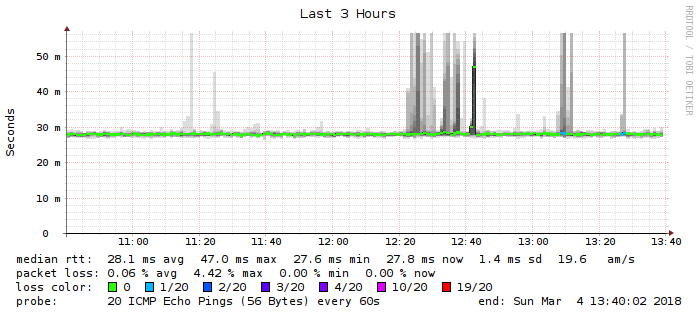 Last 3 Hours
RRDTOOL / TOBI OETIKER
Seconds
50 m
40 m
30 m
20 m
10 m
0
11:00 11:20 11:40 12:00 12:20 12:40 13:00 13:20 13:40
median rtt: 28.1 ms avg 47.0 ms max 27.6 ms min 27.8 ms now 1.4 ms sd 19.6 am/s
packet loss: 0.06 % avg 4.42 % max 0.00 % min 0.00 % now
loss color: 0 1/20 2/20 3/20 4/20 10/20 19/20
probe: 20 ICMP Echo Pings (56 Bytes) every 60s end: Sun Mar 4 13:40:02 2018